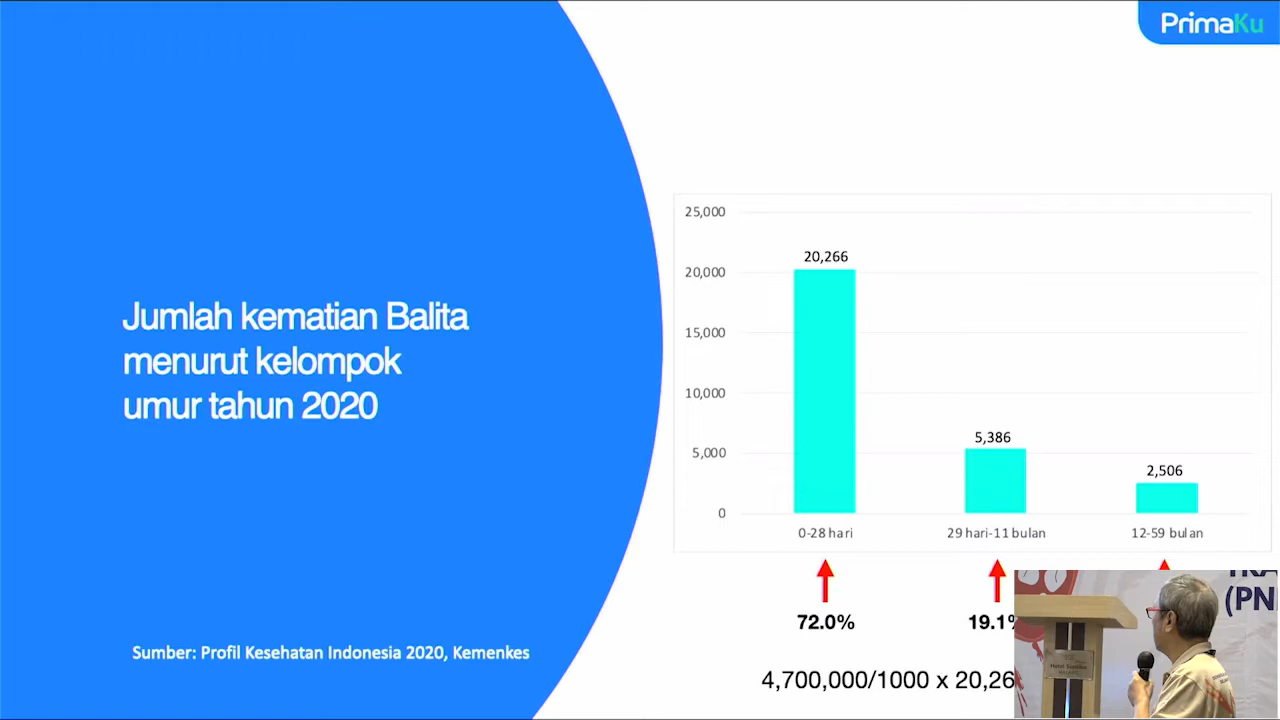 PrimaKu
Jumlah kematian Balita
menurut kelompok
umur tahun 2020
Sumber: Profil Kesehatan Indonesia 2020, Kemenkes
25,000
20,000
15,000
10,000
5,000
0
20,266
5,386
2,506
0-28 hari
29 hari-11 bulan
12-59 bulan
72.0%
19.1%
4,700,000/1000 x 20,26
(PN